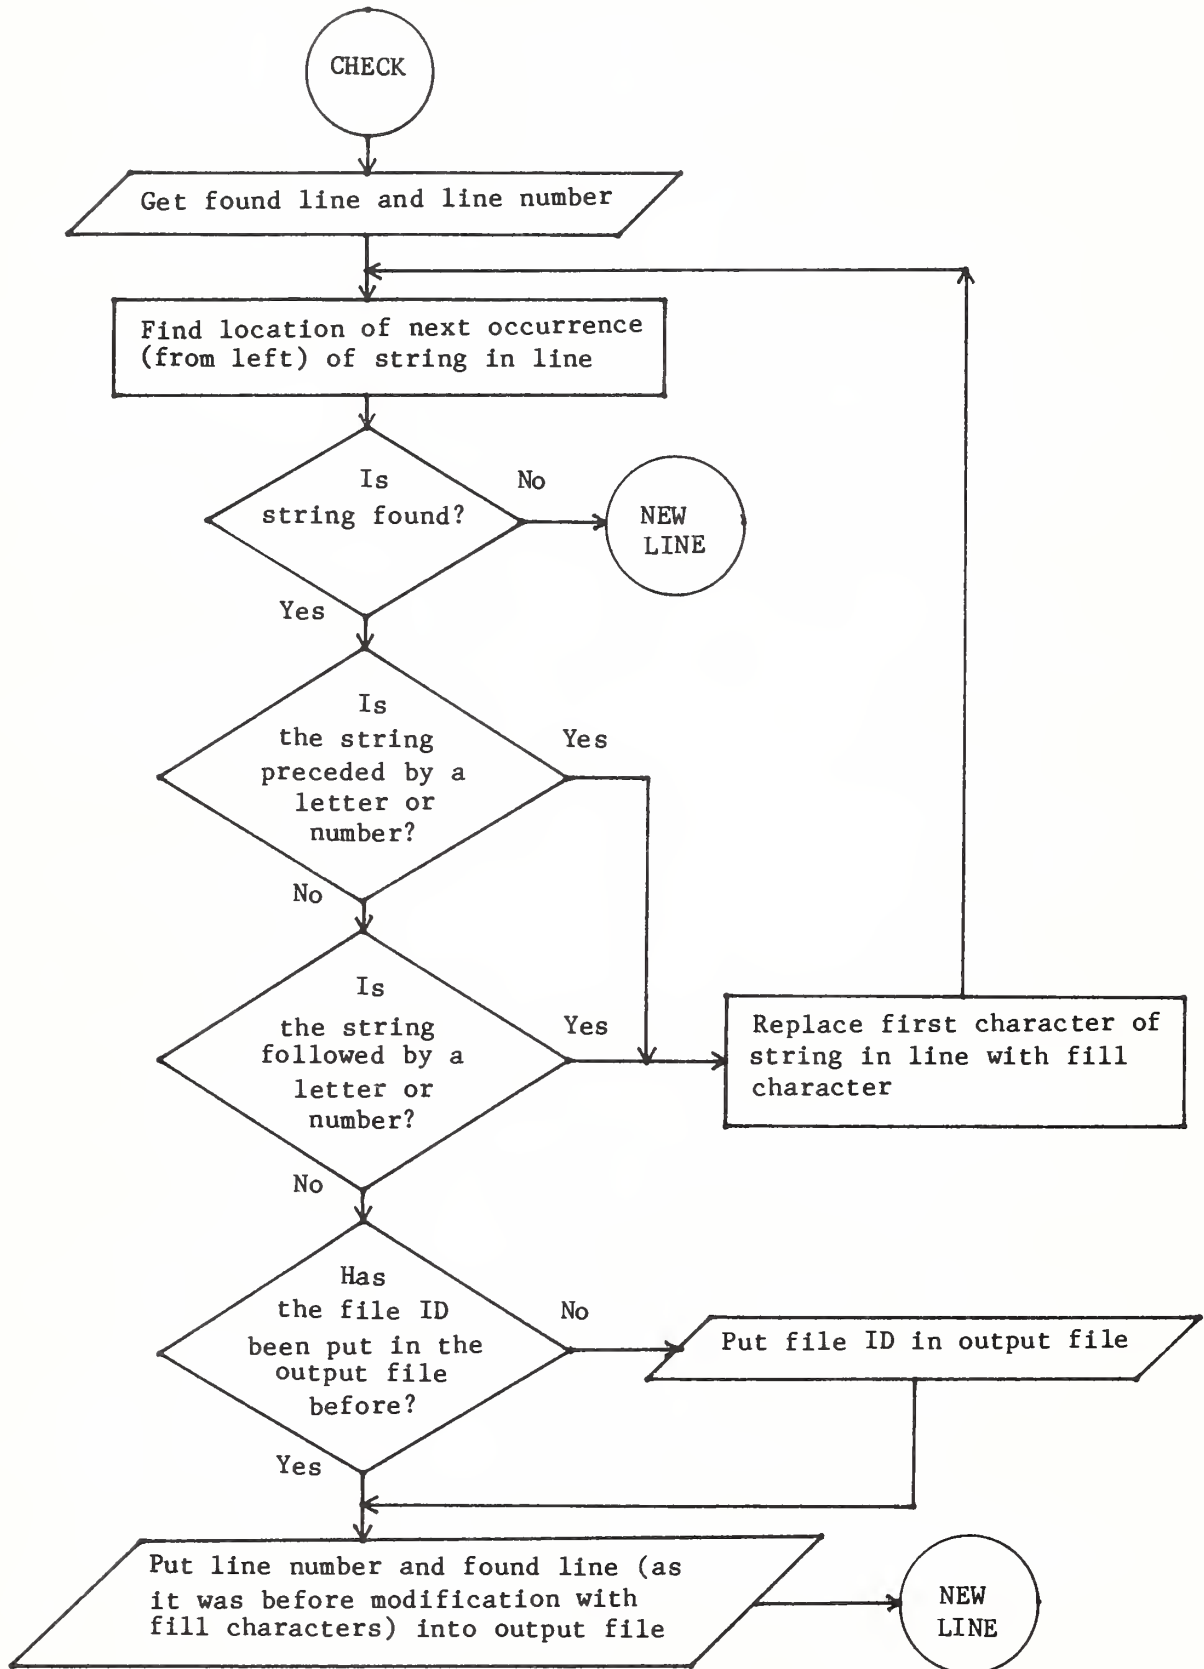 CHECK
Get found line and line number
Find location of next occurrence
(from left) of string in line
Is
string found?
No
NEW
LINE
Yes
Is
the string
preceded by a
letter or
number?
Yes
No
Is
the string
followed by a
letter or
number?
Yes
Replace first character of
string in line with fill
character
No
Has
the file ID
been put in the
output file
before?
No
Put file ID in output file
Yes
Put line number and found line (as
it was before modification with
fill characters) into output file
NEW
LINE